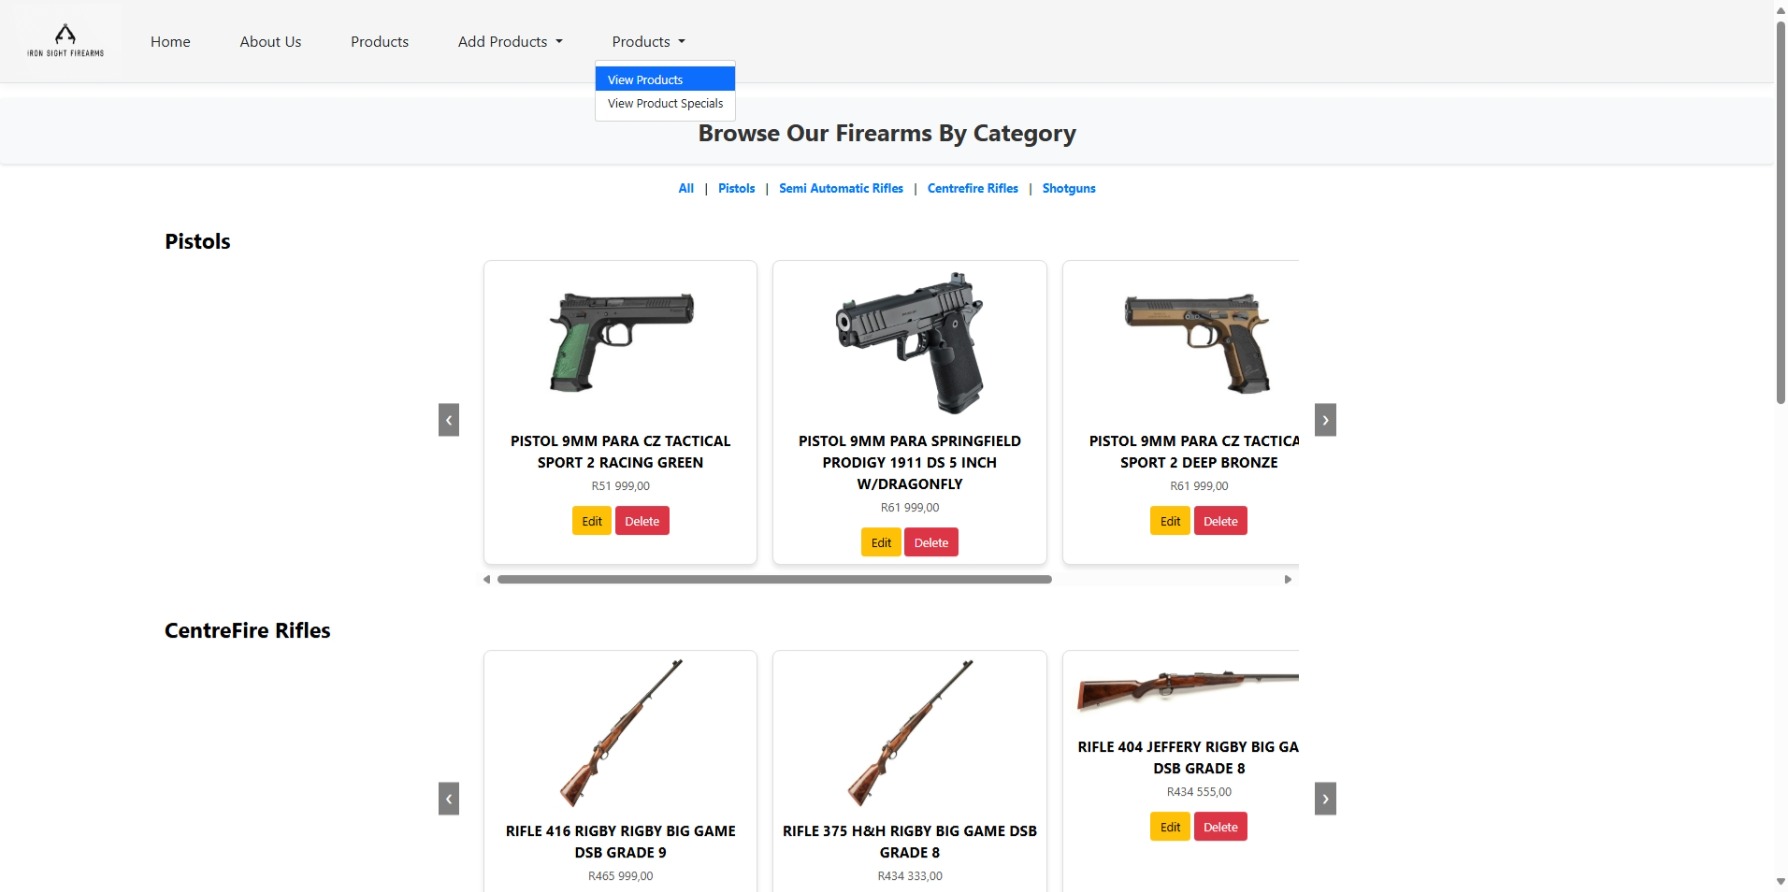 IRON SIGHT FIREARMS
Home
About Us
Products
Add Products
Products
View Products
View Product Specials
Browse Our Firearms By Category
All | Pistols | Semi Automatic Rifles | Centrefire Rifles | Shotguns
Pistols
PISTOL 9MM PARA CZ TACTICAL
SPORT 2 RACING GREEN
R51 999,00
Edit Delete
PISTOL 9MM PARA SPRINGFIELD
PRODIGY 1911 DS 5 INCH
W/DRAGONFLY
R61 999,00
Edit Delete
PISTOL 9MM PARA CZ TACTICA
SPORT 2 DEEP BRONZE
R61 999,00
Edit Delete
CentreFire Rifles
RIFLE 416 RIGBY RIGBY BIG GAME
DSB GRADE 9
R465 999,00
RIFLE 375 H&H RIGBY BIG GAME DSB
GRADE 8
R434 333,00
RIFLE 404 JEFFERY RIGBY BIG GA
DSB GRADE 8
R434 555,00
Edit Delete